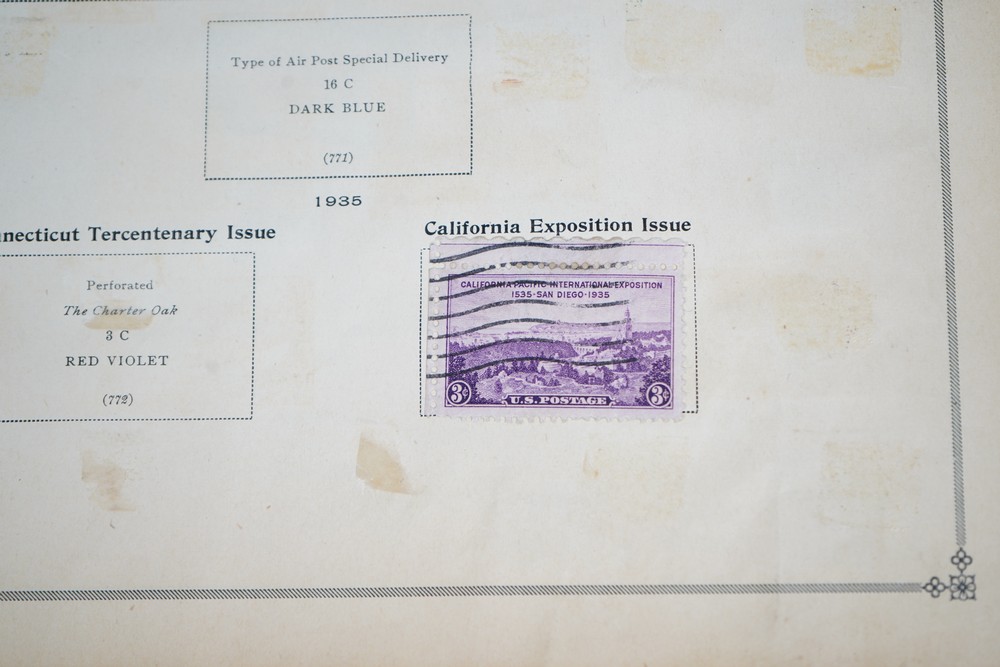 Type of Air Post Special Delivery
16 C
DARK BLUE
(771)
1935
nnecticut Tercentenary Issue
California Exposition Issue
Perforated
The Charter Oak
3 C
RED VIOLET
(772)
CALIFORNIA PACIFIC INTERNATIONAL EXPOSITION
1535-SAN DIEGO-1935
3¢ U.S. POSTAGE 3¢